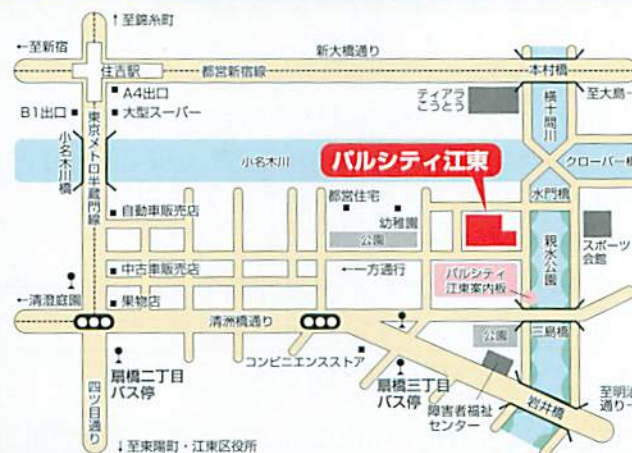 ↑至錦糸町
←至新宿
新大橋通り
住吉駅
都営新宿線
本村橋
A4出口
B1出口
大型スーパー
ティアラ
こうとう
至大島→
横十間川
小名木川橋
東京メトロ半蔵門線
小名木川
パルシティ江東
クローバー橋
水門橋
自動車販売店
都営住宅
幼稚園
公園
親水公園
スポーツ
会館
中古車販売店
←一方通行
パルシティ
江東案内板
←清澄庭園
果物店
清洲橋通り
三島橋
公園
コンビニエンスストア
扇橋二丁目
バス停
扇橋三丁目
バス停
障害者福祉
センター
岩井橋
至明治
通り→
四ツ目通り
↓至東陽町・江東区役所